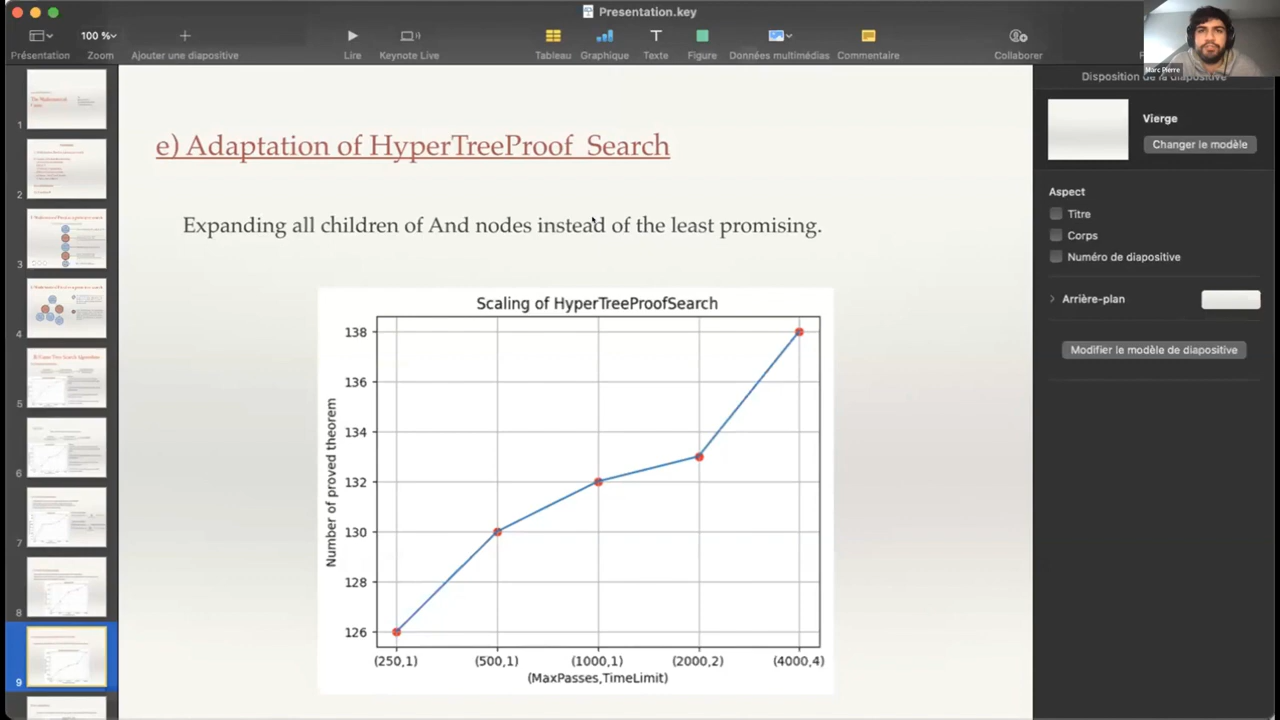 Presentation.key
100 %
Présentation
Zoom
Ajouter une diapositive
Lire
Keynote Live
Tableau
Graphique
Texte
Figure
Données multimédias
Commentaire
Collaborer
Marc Pierre
Disposition de la diapositive
Vierge
Changer le modèle
Aspect
Titre
Corps
Numéro de diapositive
Arrière-plan
Modifier le modèle de diapositive
1
2
3
4
5
6
7
8
9
e) Adaptation of HyperTreeProof Search
Expanding all children of And nodes instead of the least promising.
Scaling of HyperTreeProofSearch
Number of proved theorem
138
136
134
132
130
128
126
(250,1) (500,1) (1000,1) (2000,2) (4000,4)
(MaxPasses,TimeLimit)